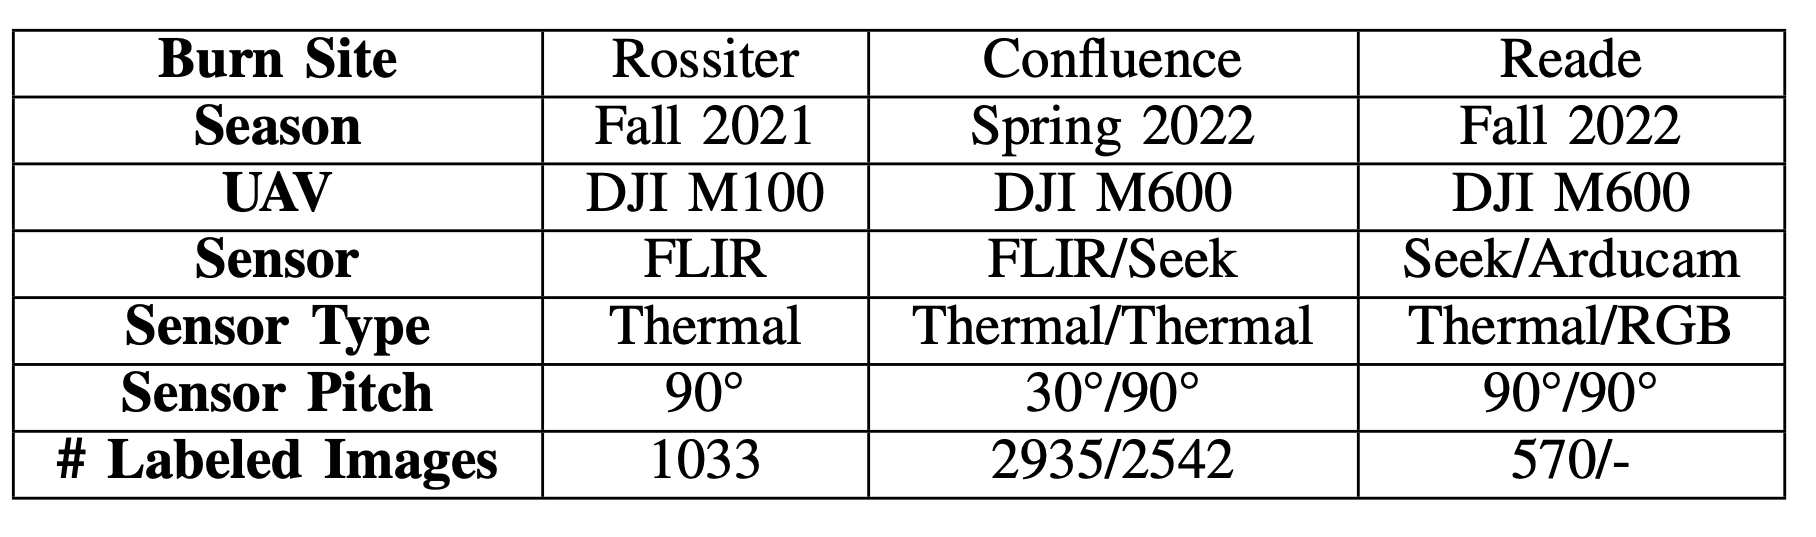 Burn Site Rossiter Confluence Reade
Season Fall 2021 Spring 2022 Fall 2022
UAV DJI M100 DJI M600 DJI M600
Sensor FLIR FLIR/Seek Seek/Arducam
Sensor Type Thermal Thermal/Thermal Thermal/RGB
Sensor Pitch 90° 30°/90° 90°/90°
# Labeled Images 1033 2935/2542 570/-